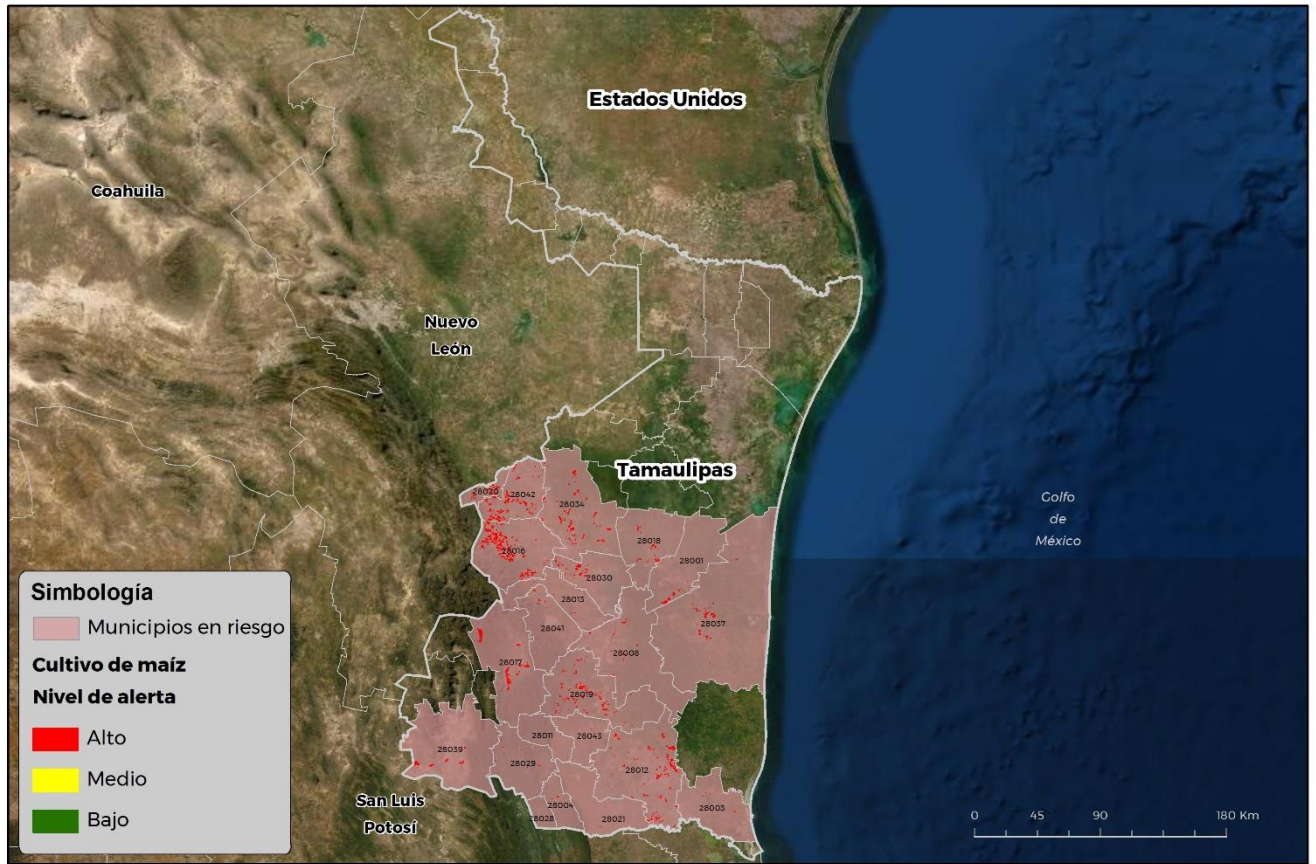 Estados Unidos
Coahuila
Nuevo
León
Tamaulipas
28020
28042
28034
Golfo
de
México
28016
28018
28001
28030
28013
28037
28041
28008
28017
28019
28011
28043
28039
28029
28012
28004
28003
28028
28021
San Luis
Potosí
Simbología
Municipios en riesgo
Cultivo de maíz
Nivel de alerta
Alto
Medio
Bajo
0 45 90 180 Km